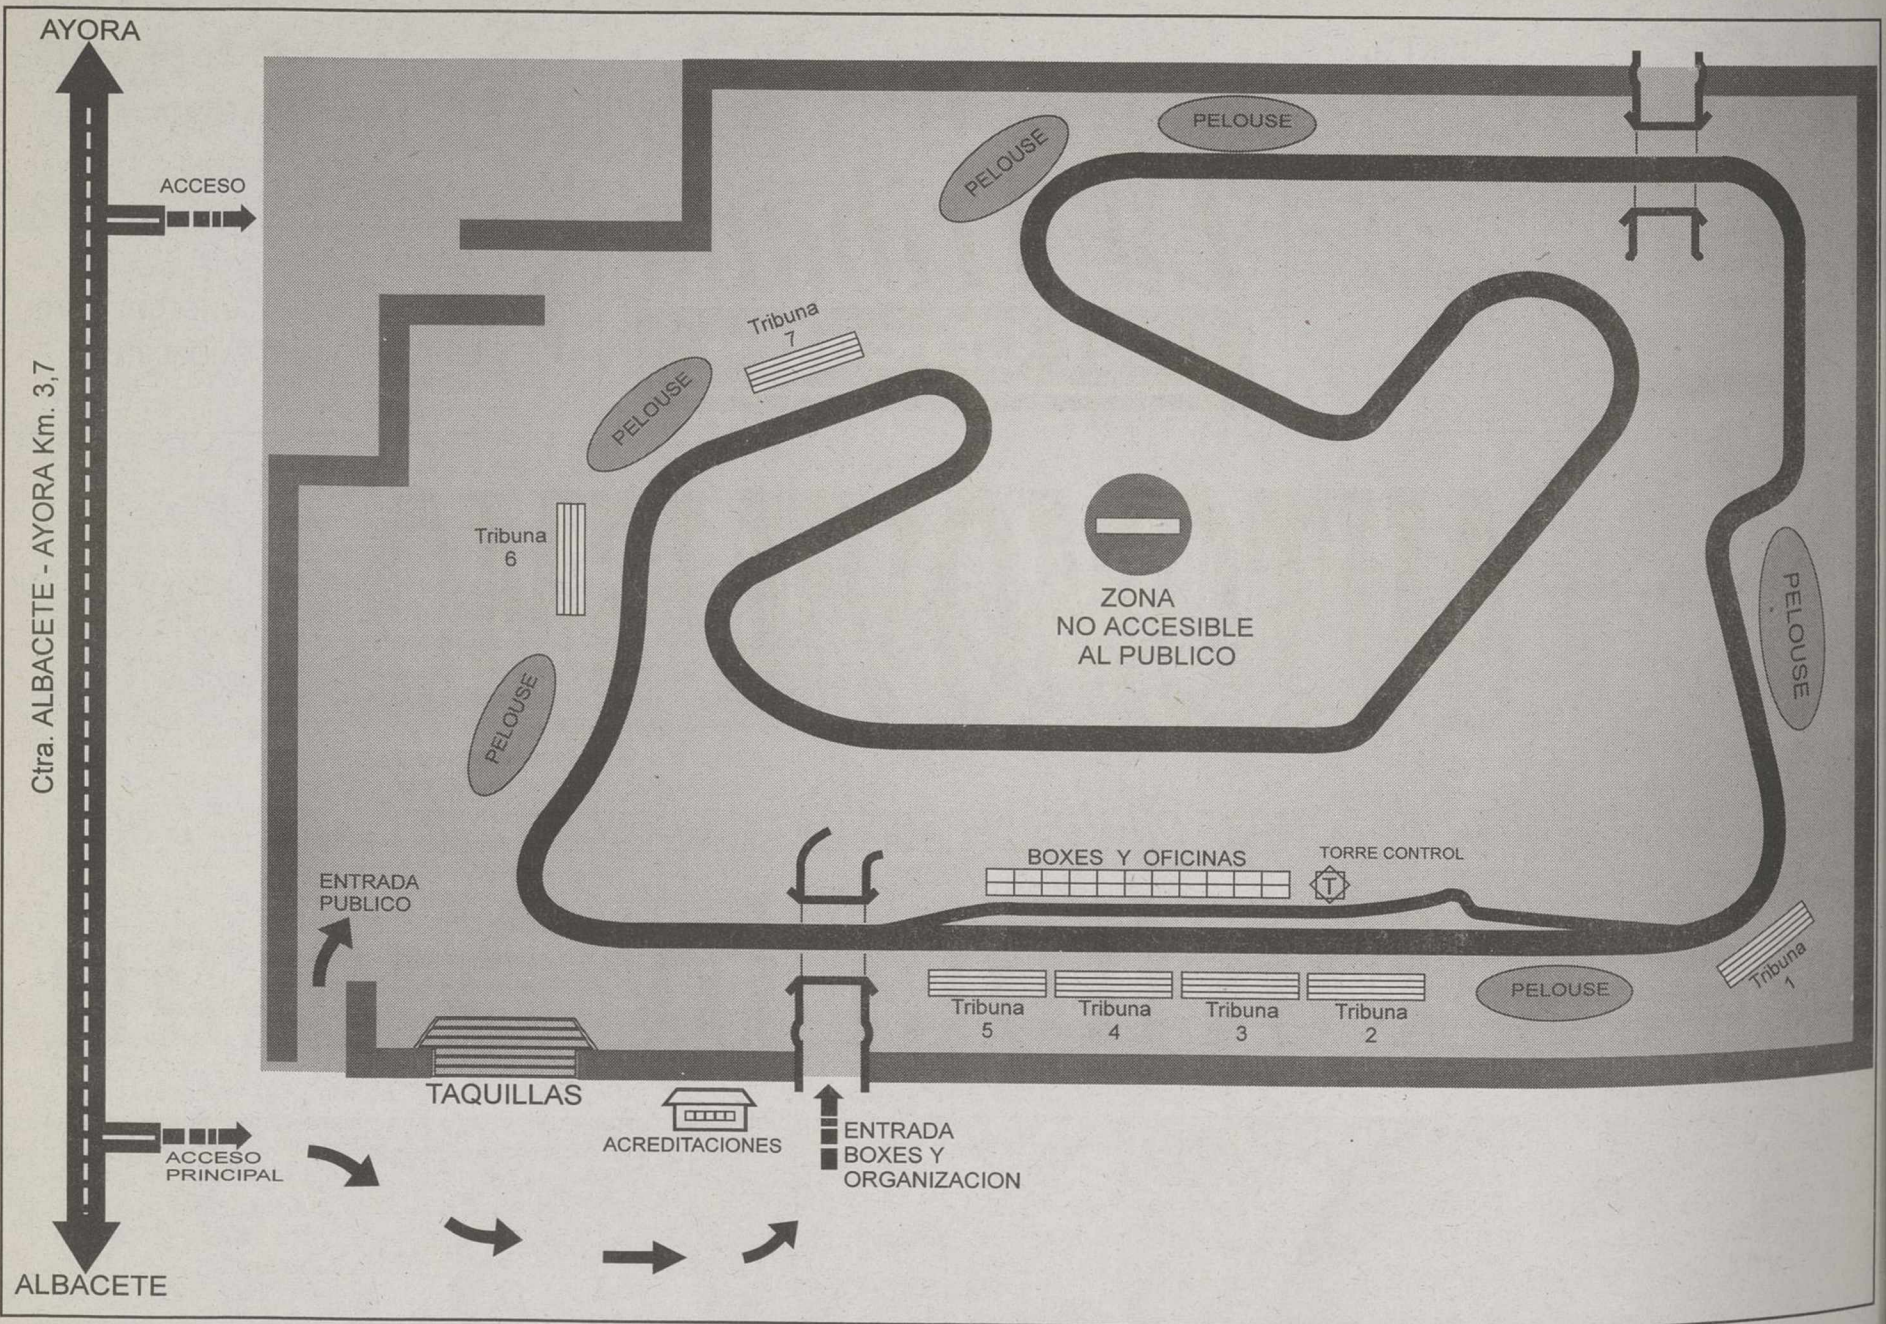 AYORA
PELOUSE
PELOUSE
ACCESO
Tribuna
7
PELOUSE
Ctra. ALBACETE - AYORA Km. 3,7
Tribuna
6
ZONA
NO ACCESIBLE
AL PUBLICO
PELOUSE
PELOUSE
BOXES Y OFICINAS
TORRE CONTROL
T
ENTRADA
PUBLICO
Tribuna
1
PELOUSE
Tribuna
5
Tribuna
4
Tribuna
3
Tribuna
2
TAQUILLAS
ACREDITACIONES
ENTRADA
BOXES Y
ORGANIZACION
ACCESO
PRINCIPAL
ALBACETE